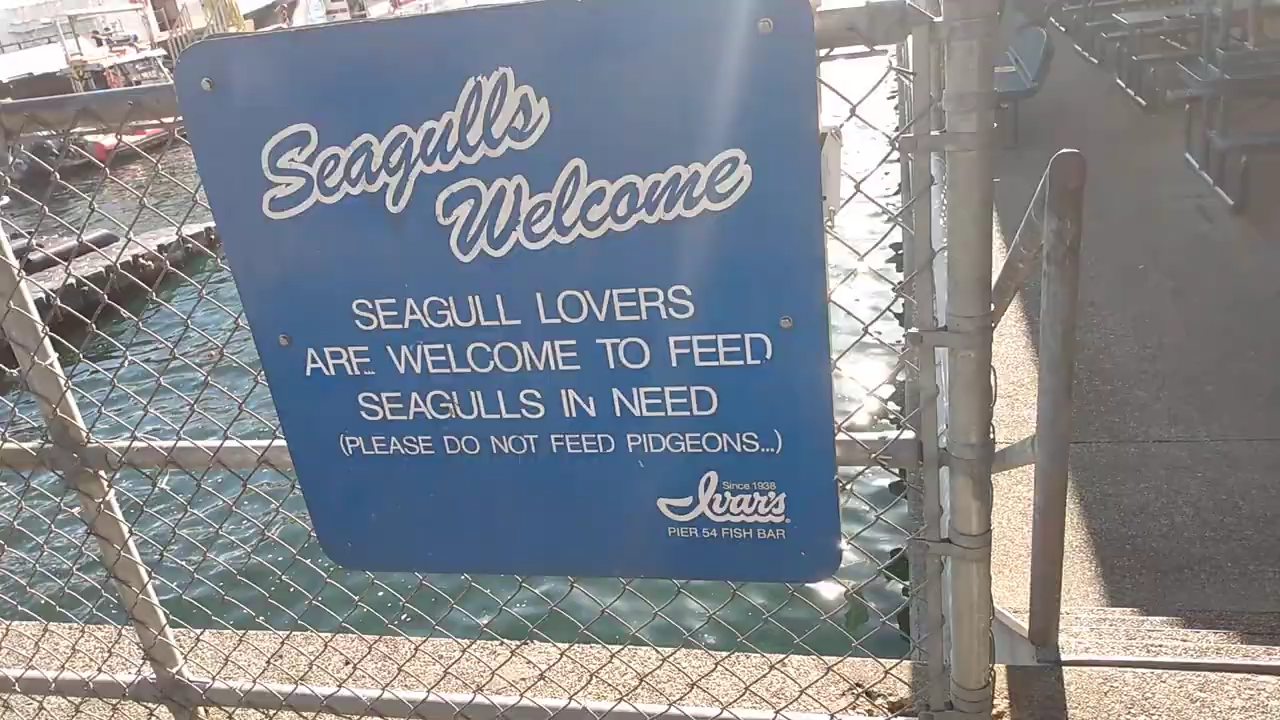 Seagulls
Welcome
SEAGULL LOVERS
ARE WELCOME TO FEED
SEAGULLS IN NEED
(PLEASE DO NOT FEED PIDGEONS...)
Since 1938
Ivar's
PIER 54 FISH BAR